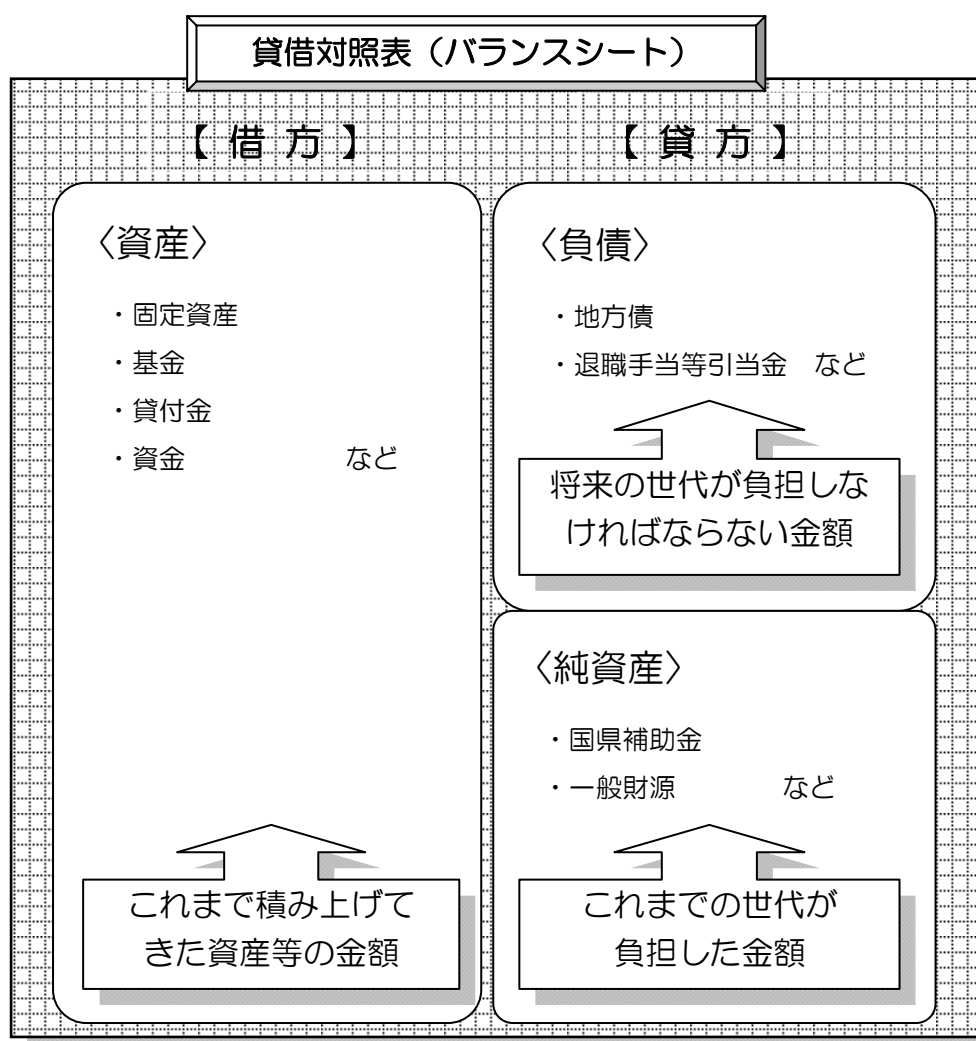 貸借対照表（バランスシート）
【 借 方 】
〈資産〉
・固定資産
・基金
・貸付金
・資金　など
これまで積み上げて
きた資産等の金額
【 貸 方 】
〈負債〉
・地方債
・退職手当等引当金　など
将来の世代が負担しな
ければならない金額
〈純資産〉
・国県補助金
・一般財源　など
これまでの世代が
負担した金額